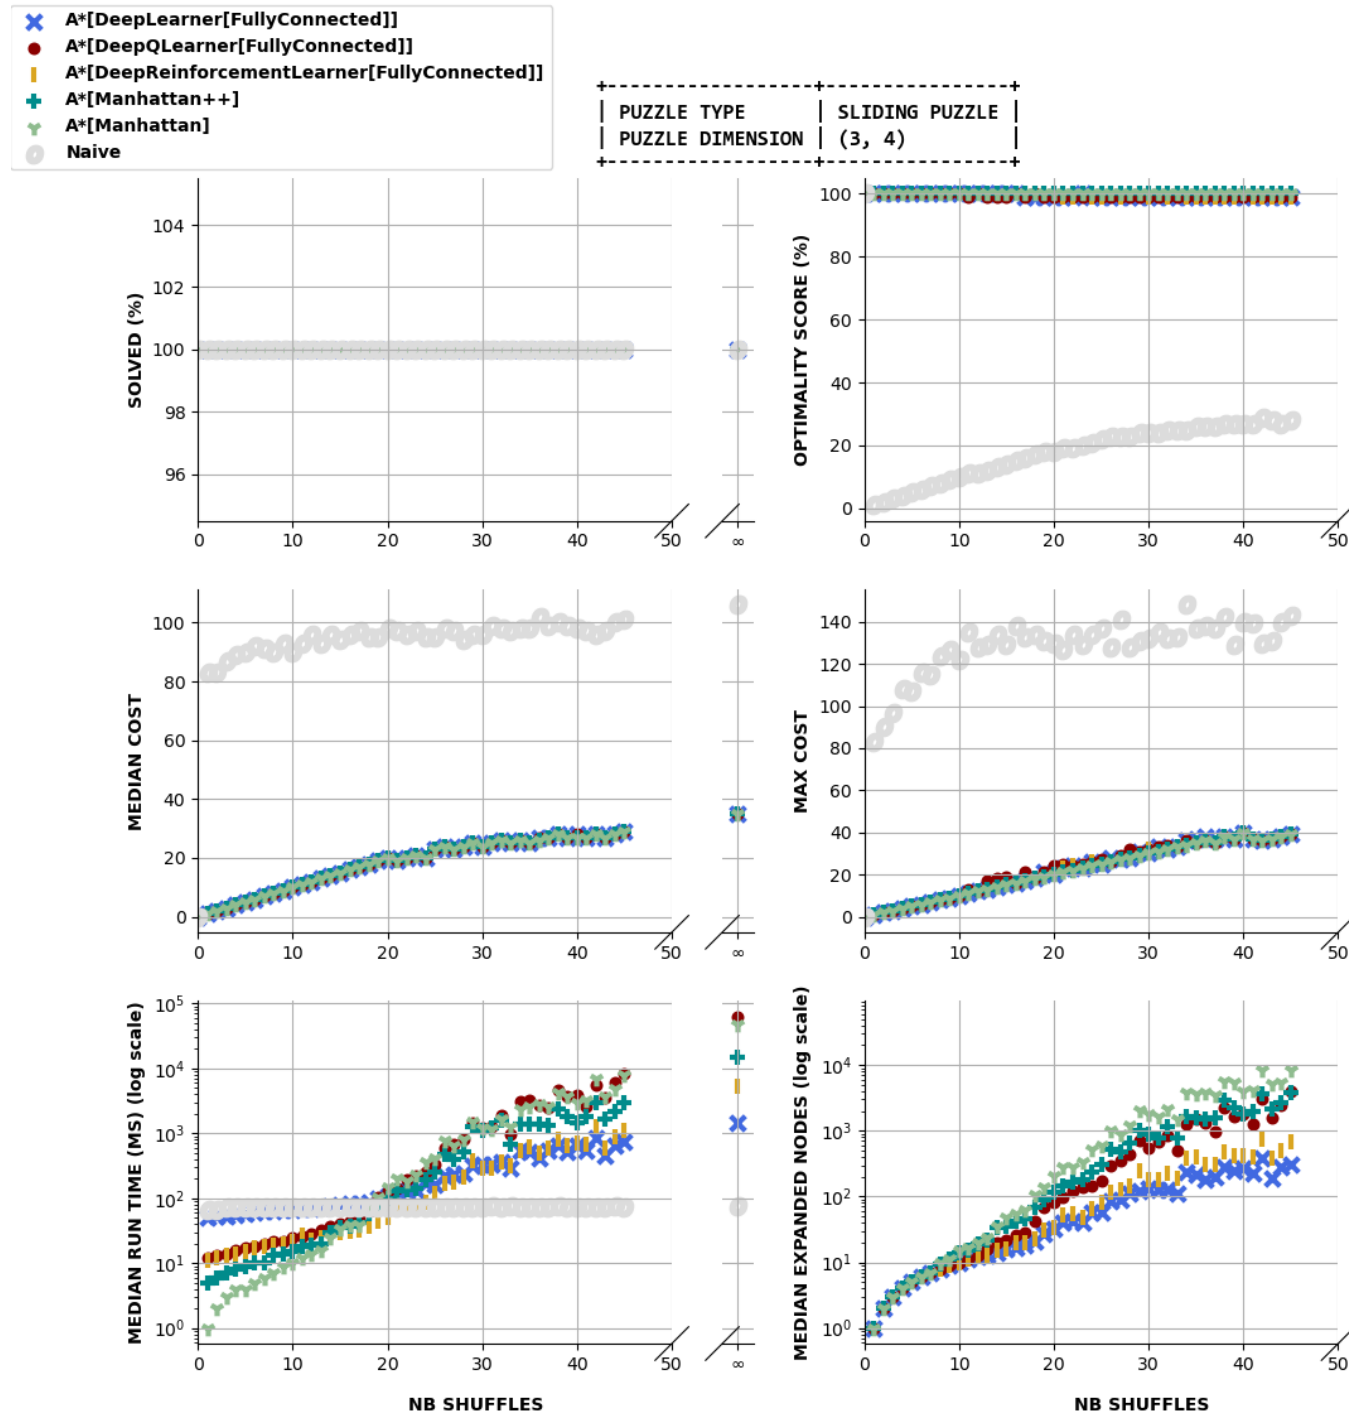 A*[DeepLearner[FullyConnected]]
A*[DeepQLearner[FullyConnected]]
A*[DeepReinforcementLearner[FullyConnected]]
A*[Manhattan++]
A*[Manhattan]
Naive
+-------------------+-----------------+
| PUZZLE TYPE | SLIDING PUZZLE |
| PUZZLE DIMENSION | (3, 4) |
+-------------------+-----------------+
SOLVED (%)
104
102
100
98
96
0 10 20 30 40 50
∞
OPTIMALITY SCORE (%)
100
80
60
40
20
0
0 10 20 30 40 50
MEDIAN COST
100
80
60
40
20
0
0 10 20 30 40 50
∞
MAX COST
140
120
100
80
60
40
20
0
0 10 20 30 40 50
MEDIAN RUN TIME (MS) (log scale)
10⁵
10⁴
10³
10²
10¹
10⁰
0 10 20 30 40 50
∞
NB SHUFFLES
MEDIAN EXPANDED NODES (log scale)
10⁴
10³
10²
10¹
10⁰
0 10 20 30 40 50
NB SHUFFLES